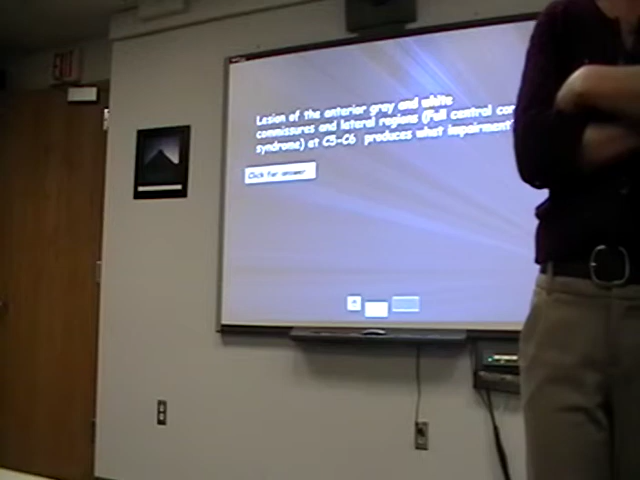 EXIT
Lesion of the anterior gray and white
commissures and lateral regions (Full central cor
syndrome) at C5-C6 produces what impairment
Click for answer